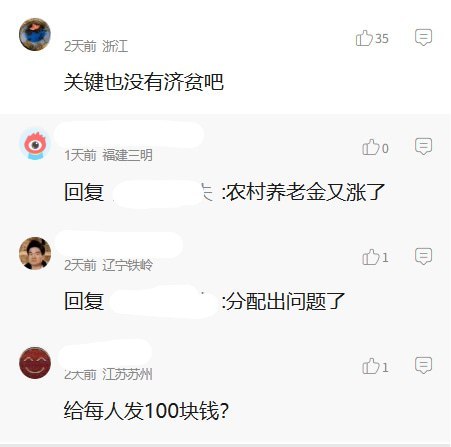 2天前 浙江
35
关键也没有济贫吧
1天前 福建三明
0
回复 :农村养老金又涨了
2天前 辽宁铁岭
1
回复 :分配出问题了
2天前 江苏苏州
1
给每人发100块钱?